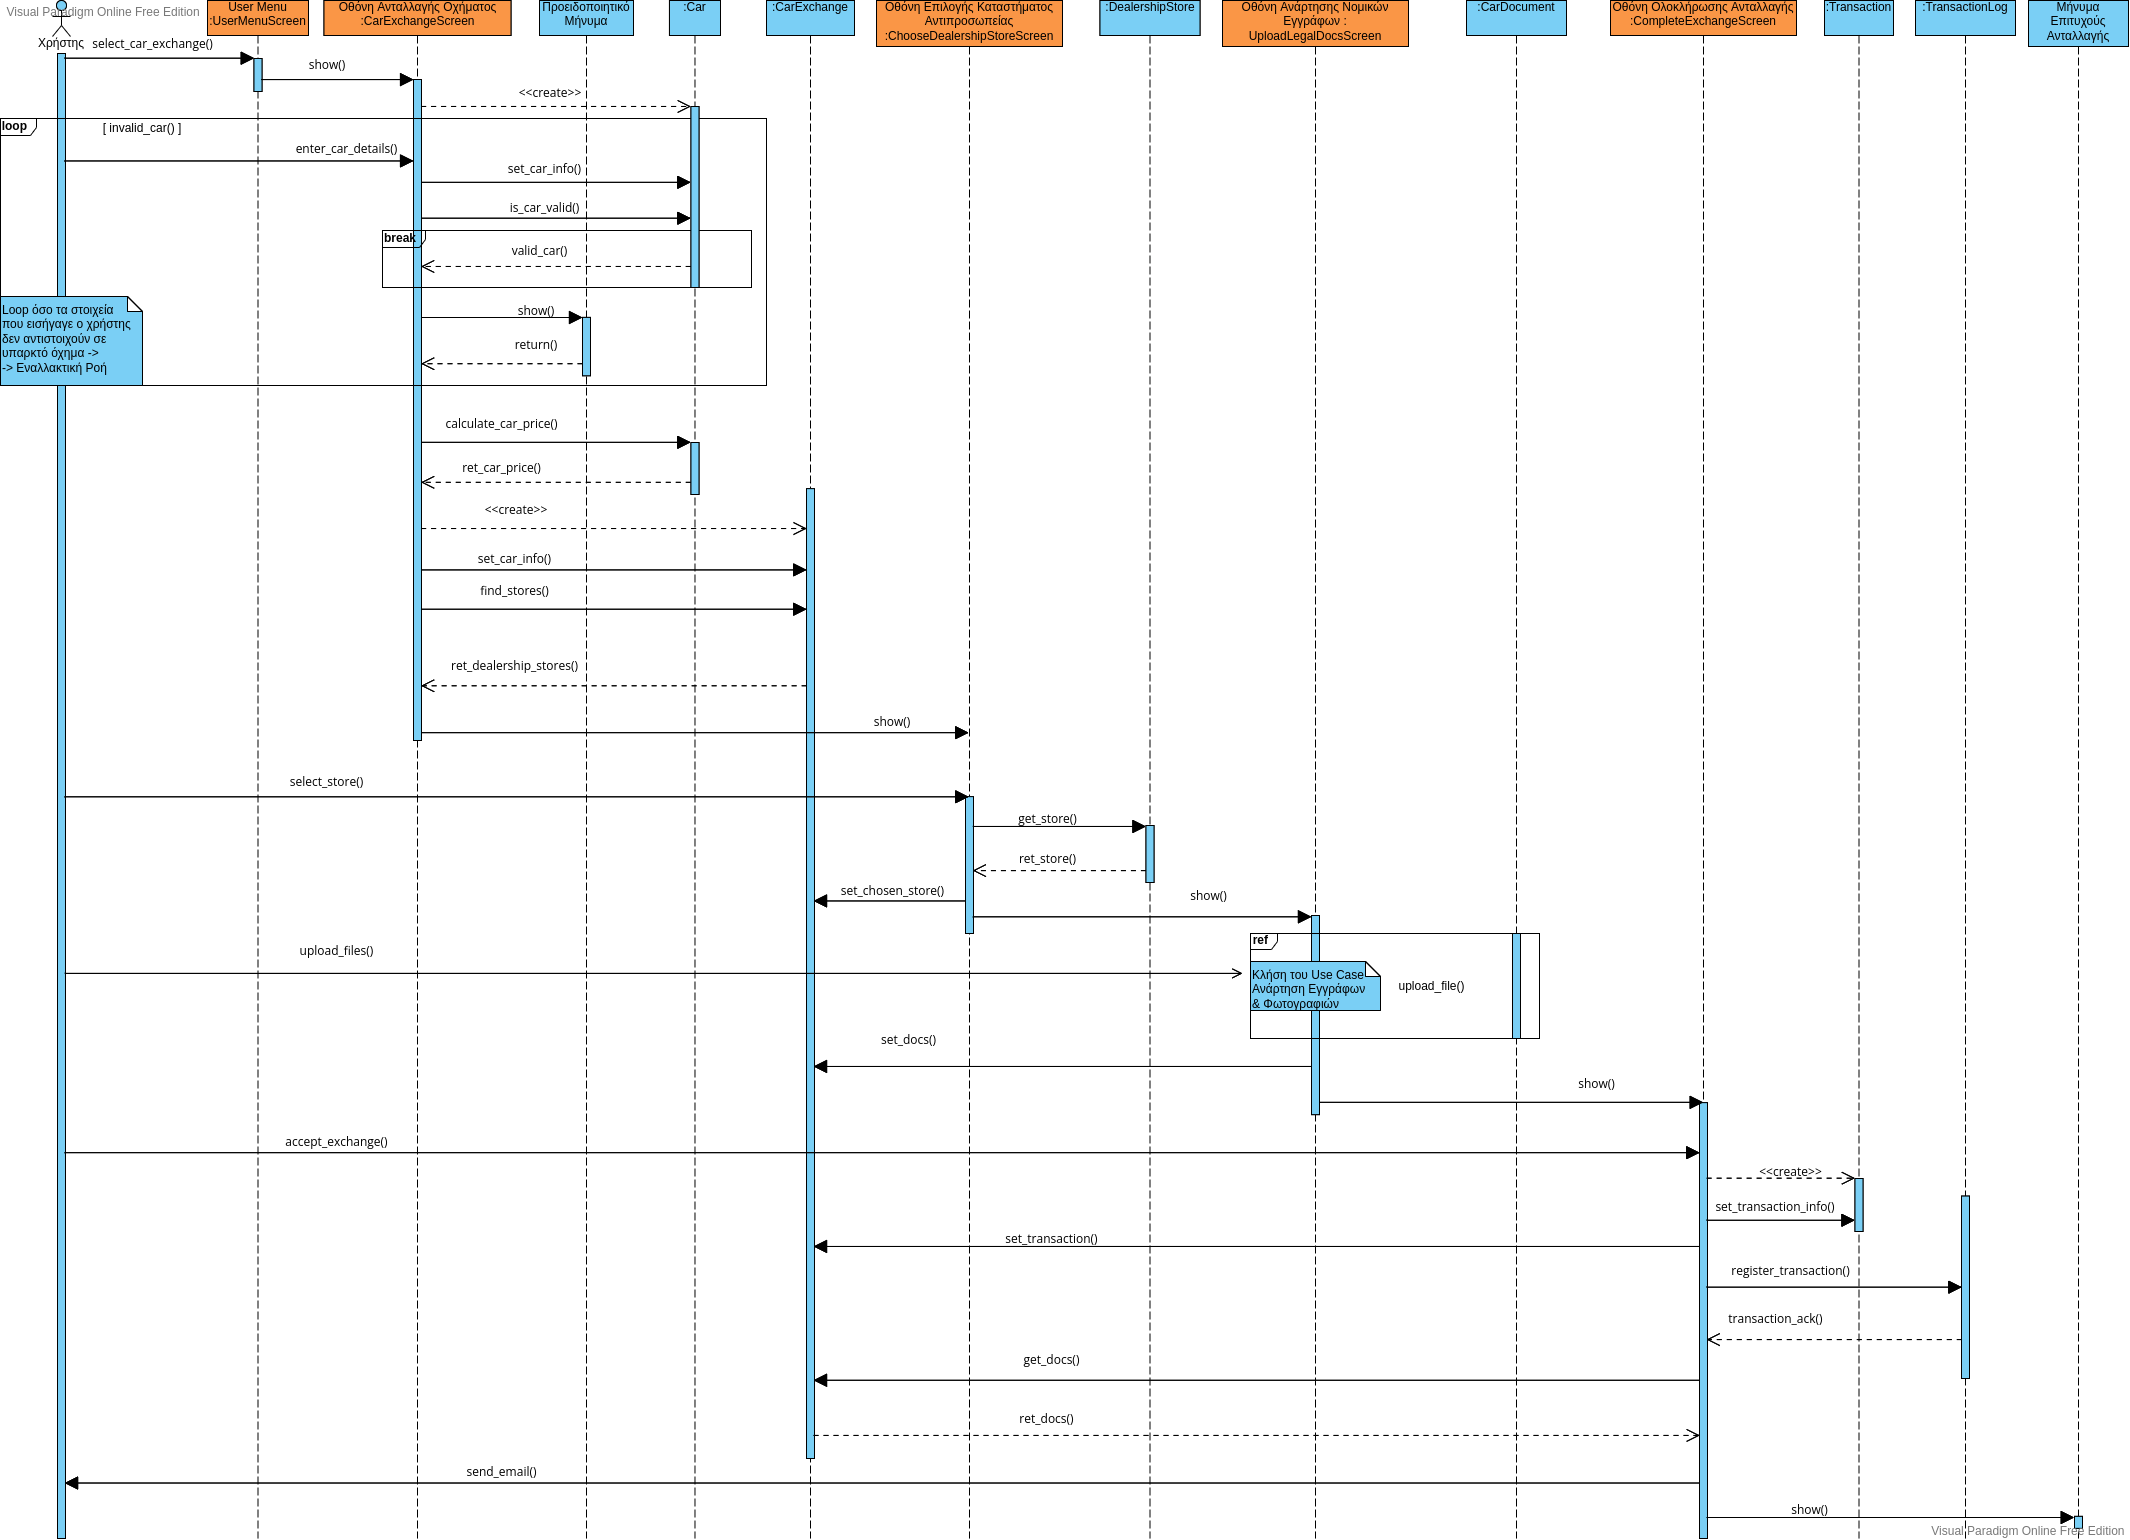 Visual Paradigm Online Free Edition
Χρήστης
User Menu
:UserMenuScreen
Οθόνη Ανταλλαγής Οχήματος
:CarExchangeScreen
Προειδοποιητικό
Μήνυμα
:Car
:CarExchange
Οθόνη Επιλογής Καταστήματος
Αντιπροσωπείας
:ChooseDealershipStoreScreen
:DealershipStore
Οθόνη Ανάρτησης Νομικών
Εγγράφων :
UploadLegalDocsScreen
:CarDocument
Οθόνη Ολοκλήρωσης Ανταλλαγής
:CompleteExchangeScreen
:Transaction
:TransactionLog
Μήνυμα
Επιτυχούς
Ανταλλαγής
select_car_exchange()
show()
<<create>>
loop
[ invalid_car() ]
enter_car_details()
set_car_info()
is_car_valid()
break
valid_car()
Loop όσο τα στοιχεία
που εισήγαγε ο χρήστης
δεν αντιστοιχούν σε
υπαρκτό όχημα ->
-> Εναλλακτική Ροή
show()
return()
calculate_car_price()
ret_car_price()
<<create>>
set_car_info()
find_stores()
ret_dealership_stores()
show()
select_store()
get_store()
ret_store()
set_chosen_store()
show()
ref
upload_files()
Κλήση του Use Case
Ανάρτηση Εγγράφων
& Φωτογραφιών
upload_file()
set_docs()
show()
accept_exchange()
<<create>>
set_transaction_info()
set_transaction()
register_transaction()
transaction_ack()
get_docs()
ret_docs()
send_email()
show()
Visual Paradigm Online Free Edition